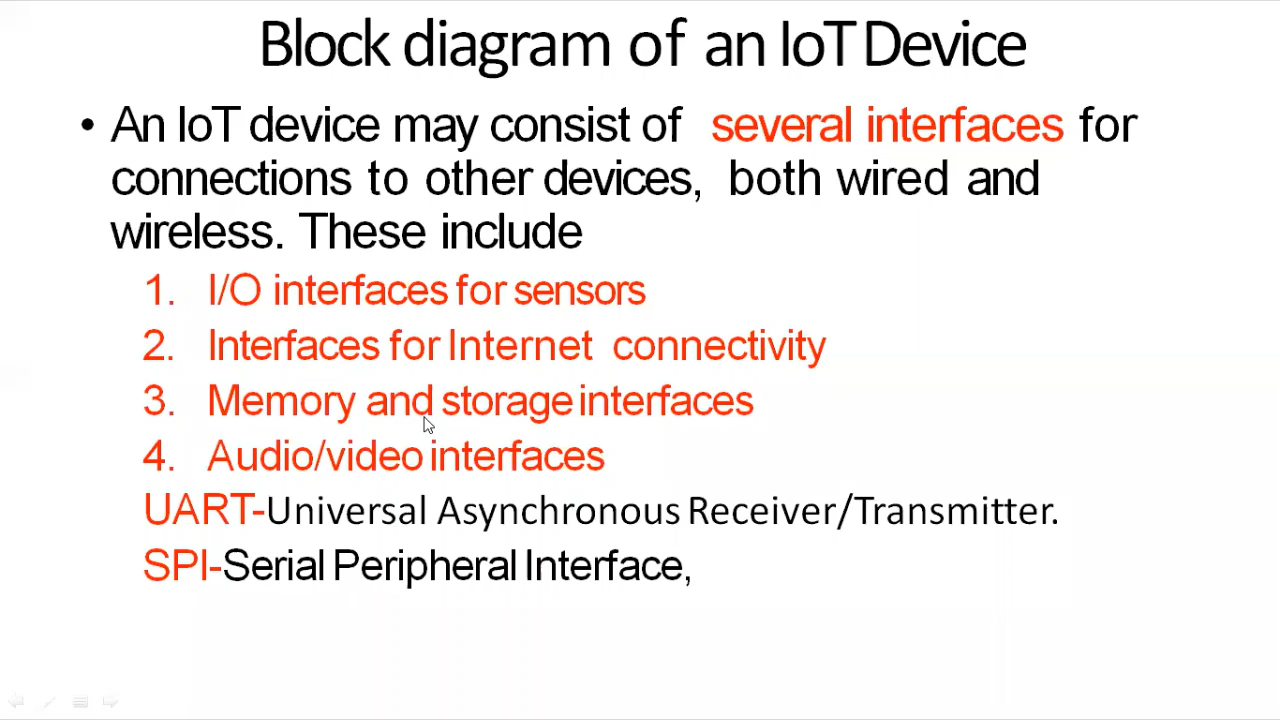 Block diagram of an IoT Device
• An IoT device may consist of several interfaces for
connections to other devices, both wired and
wireless. These include
1. I/O interfaces for sensors
2. Interfaces for Internet connectivity
3. Memory and storage interfaces
4. Audio/video interfaces
UART-Universal Asynchronous Receiver/Transmitter.
SPI-Serial Peripheral Interface,